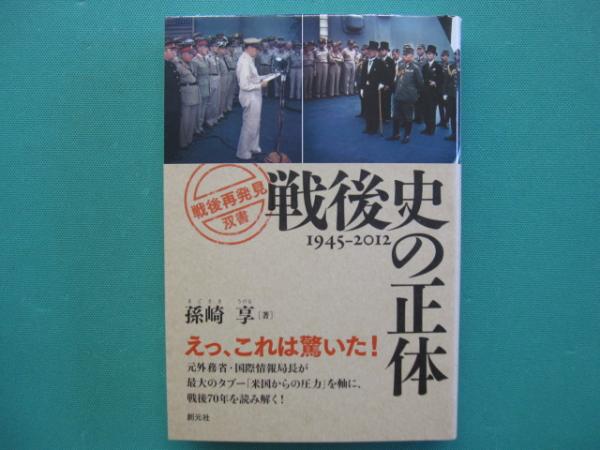 戦後再発見
双書
戦後史の正体
1945-2012
まごさき うける
孫崎 享[著]
えっ、これは驚いた!
元外務省・国際情報局長が
最大のタブー「米国からの圧力」を軸に、
戦後70年を読み解く!
創元社